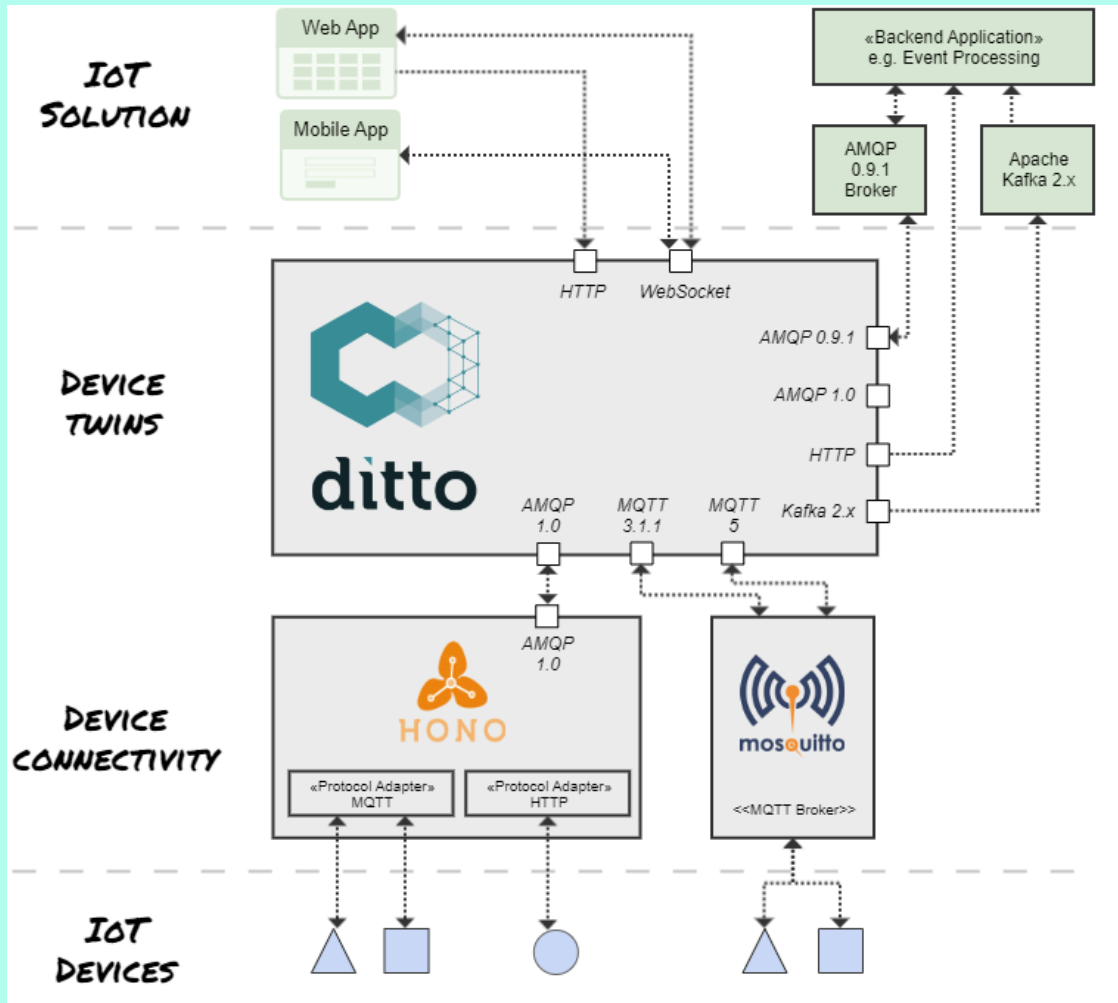 IoT
Solution
Web App
Mobile App
«Backend Application»
e.g. Event Processing
AMQP
0.9.1
Broker
Apache
Kafka 2.x
Device
twins
HTTP
WebSocket
AMQP 0.9.1
AMQP 1.0
HTTP
Kafka 2.x
ditto
AMQP
1.0
MQTT
3.1.1
MQTT
5
Device
connectivity
AMQP
1.0
HONO
«Protocol Adapter»
MQTT
«Protocol Adapter»
HTTP
mosquitto
<<MQTT Broker>>
IoT
Devices